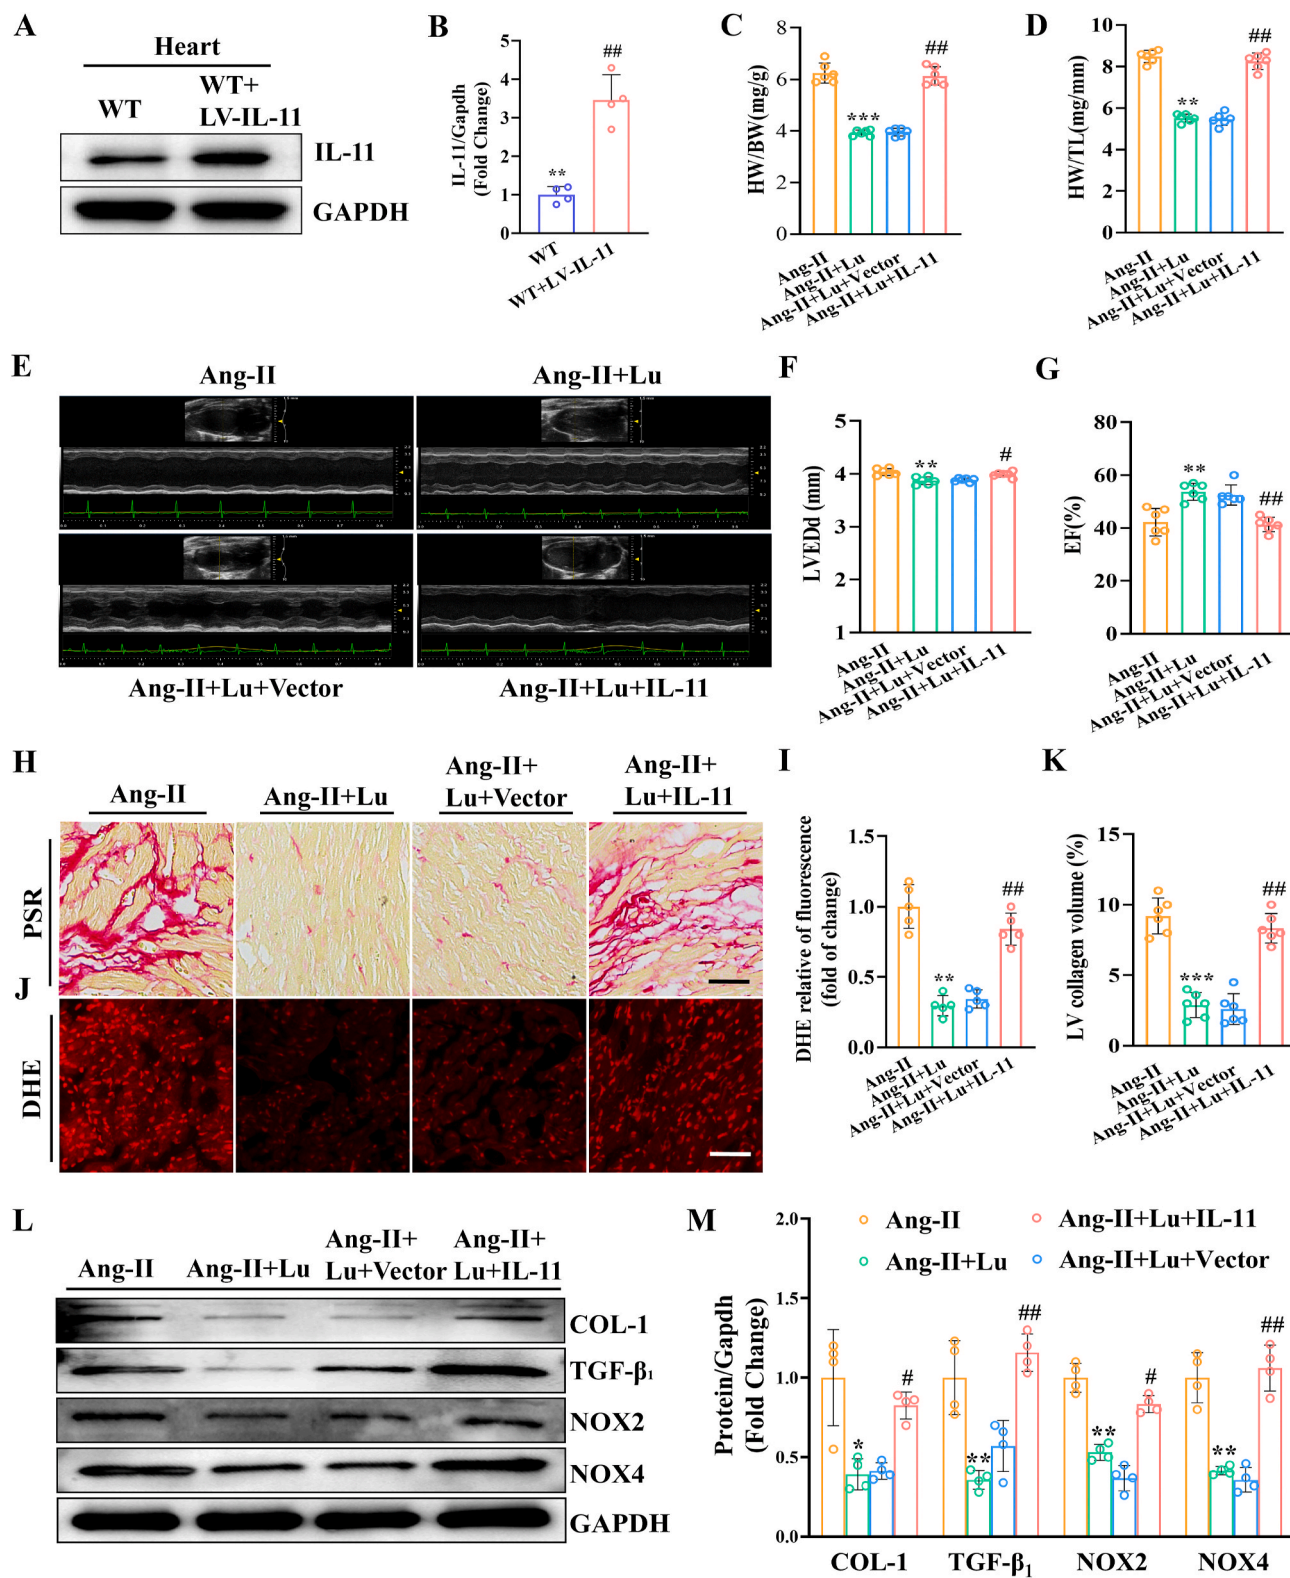 A
Heart
WT
WT+
LV-IL-11
IL-11
GAPDH
B
IL-11/Gapdh
(Fold Change)
5
4
3
2
1
0
**
##
WT
WT+LV-IL-11
C
HW/BW(mg/g)
8
6
4
2
0
***
##
Ang-II
Ang-II+Lu
Ang-II+Lu+Vector
Ang-II+Lu+IL-11
D
HW/TL(mg/mm)
10
8
6
4
2
0
**
##
Ang-II
Ang-II+Lu
Ang-II+Lu+Vector
Ang-II+Lu+IL-11
E
Ang-II
Ang-II+Lu
Ang-II+Lu+Vector
Ang-II+Lu+IL-11
F
LVEDd (mm)
5
4
3
2
1
**
#
Ang-II
Ang-II+Lu
Ang-II+Lu+Vector
Ang-II+Lu+IL-11
G
EF(%)
80
60
40
20
0
**
##
Ang-II
Ang-II+Lu
Ang-II+Lu+Vector
Ang-II+Lu+IL-11
H
Ang-II
Ang-II+Lu
Ang-II+
Lu+Vector
Ang-II+
Lu+IL-11
PSR
J
DHE
I
DHE relative of fluorescence
(fold of change)
1.5
1.0
0.5
0.0
**
##
Ang-II
Ang-II+Lu
Ang-II+Lu+Vector
Ang-II+Lu+IL-11
K
LV collagen volume (%)
15
10
5
0
***
##
Ang-II
Ang-II+Lu
Ang-II+Lu+Vector
Ang-II+Lu+IL-11
L
Ang-II
Ang-II+Lu
Ang-II+
Lu+Vector
Ang-II+
Lu+IL-11
COL-1
TGF-β₁
NOX2
NOX4
GAPDH
M
Protein/Gapdh
(Fold Change)
2.0
1.5
1.0
0.5
0.0
Ang-II
Ang-II+Lu+IL-11
Ang-II+Lu
Ang-II+Lu+Vector
*
#
**
##
**
#
**
##
COL-1
TGF-β₁
NOX2
NOX4